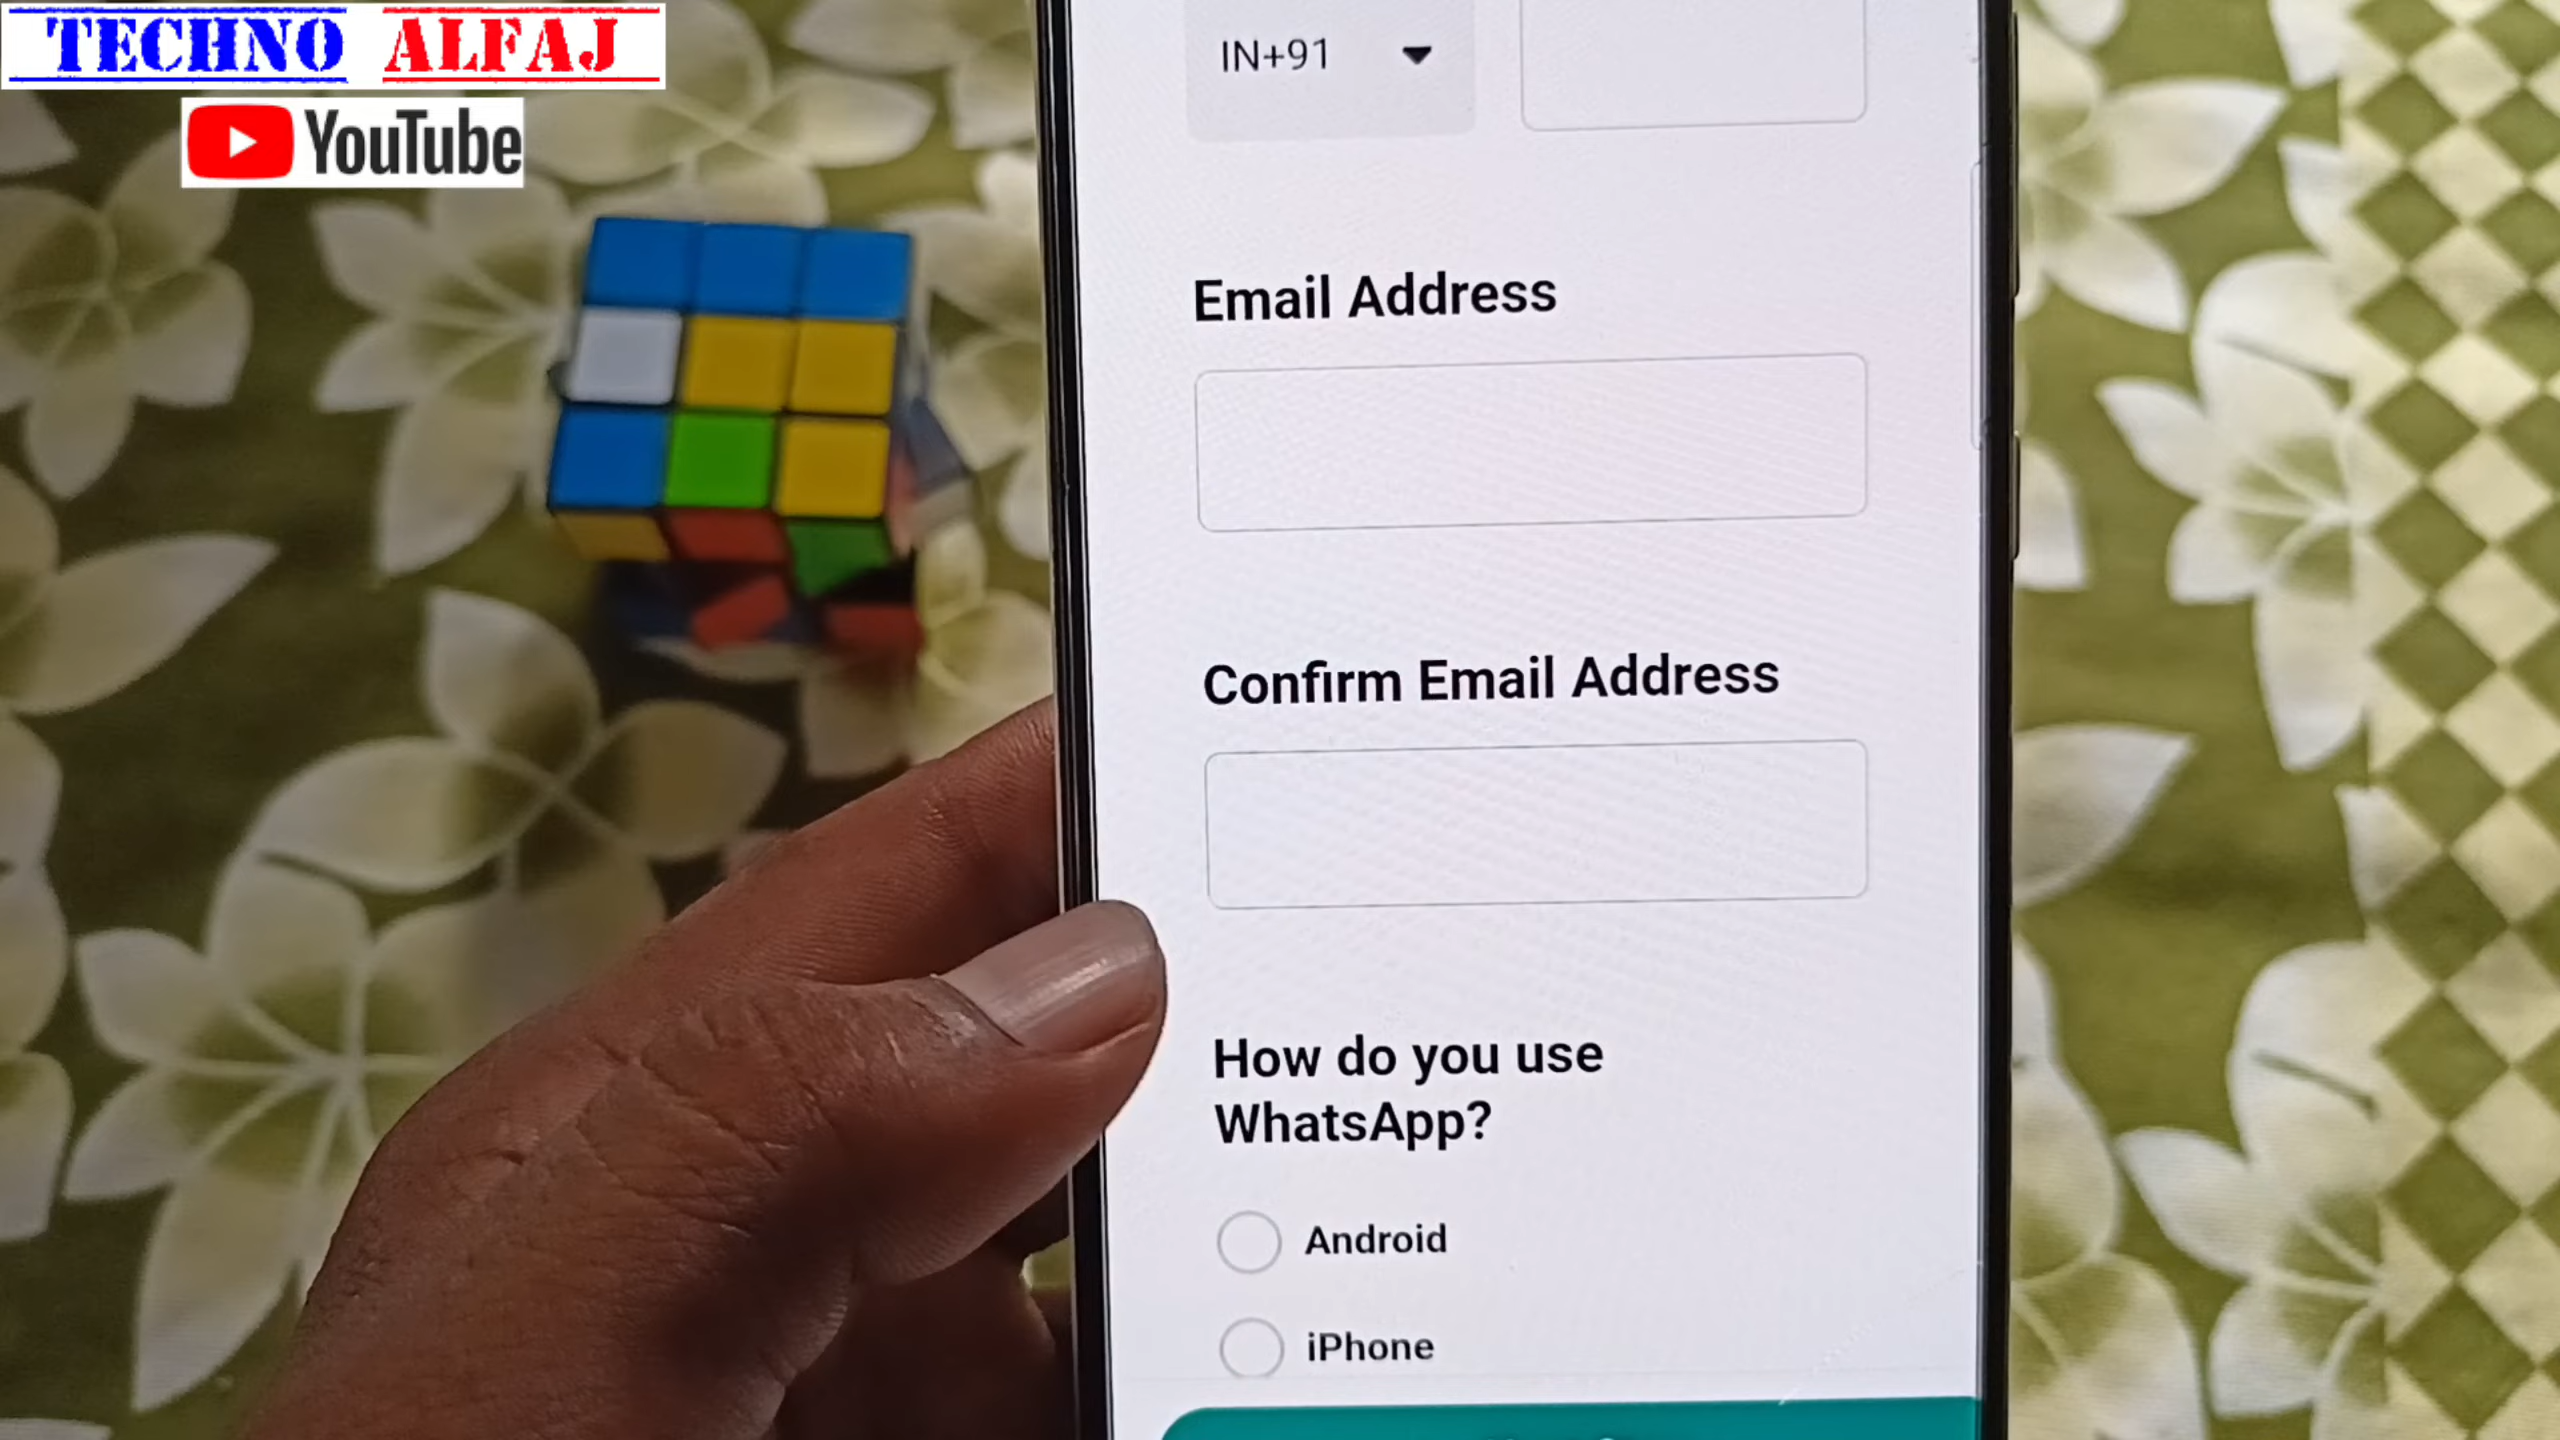 TECHNO ALFAJ
YouTube
IN+91
Email Address
Confirm Email Address
How do you use
WhatsApp?
Android
iPhone